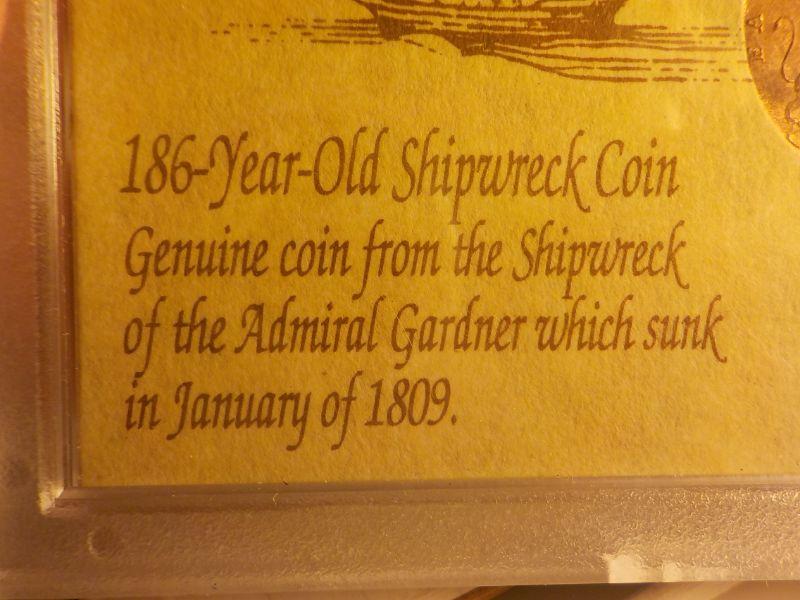 186-Year-Old Shipwreck Coin
Genuine coin from the Shipwreck
of the Admiral Gardner which sunk
in January of 1809.